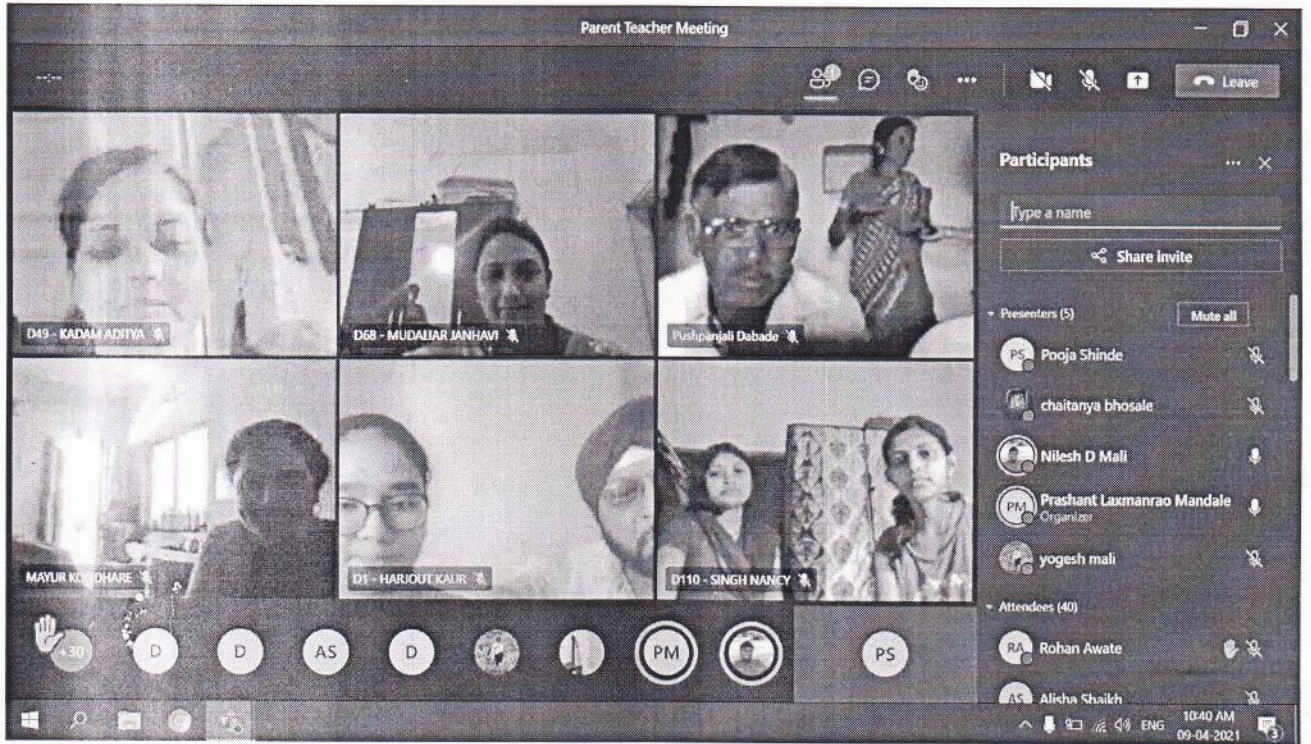 Parent Teacher Meeting
--:--
1
Leave
Participants
Type a name
Share invite
Presenters (5)
Mute all
PS Pooja Shinde
chaitanya bhosale
Nilesh D Mali
PM Prashant Laxmanrao Mandale
Organizer
yogesh mali
Attendees (40)
RA Rohan Awate
AS Alisha Shaikh
D49 - KADAM ADITYA
D68 - MUDALIAR JANHAVI
Pushpanjali Dabade
MAYUR
D1 - HARJOUT KAUR
D110 - SINGH NANCY
+30
D
D
AS
D
PM
PS
ENG
10:40 AM
09-04-2021
3